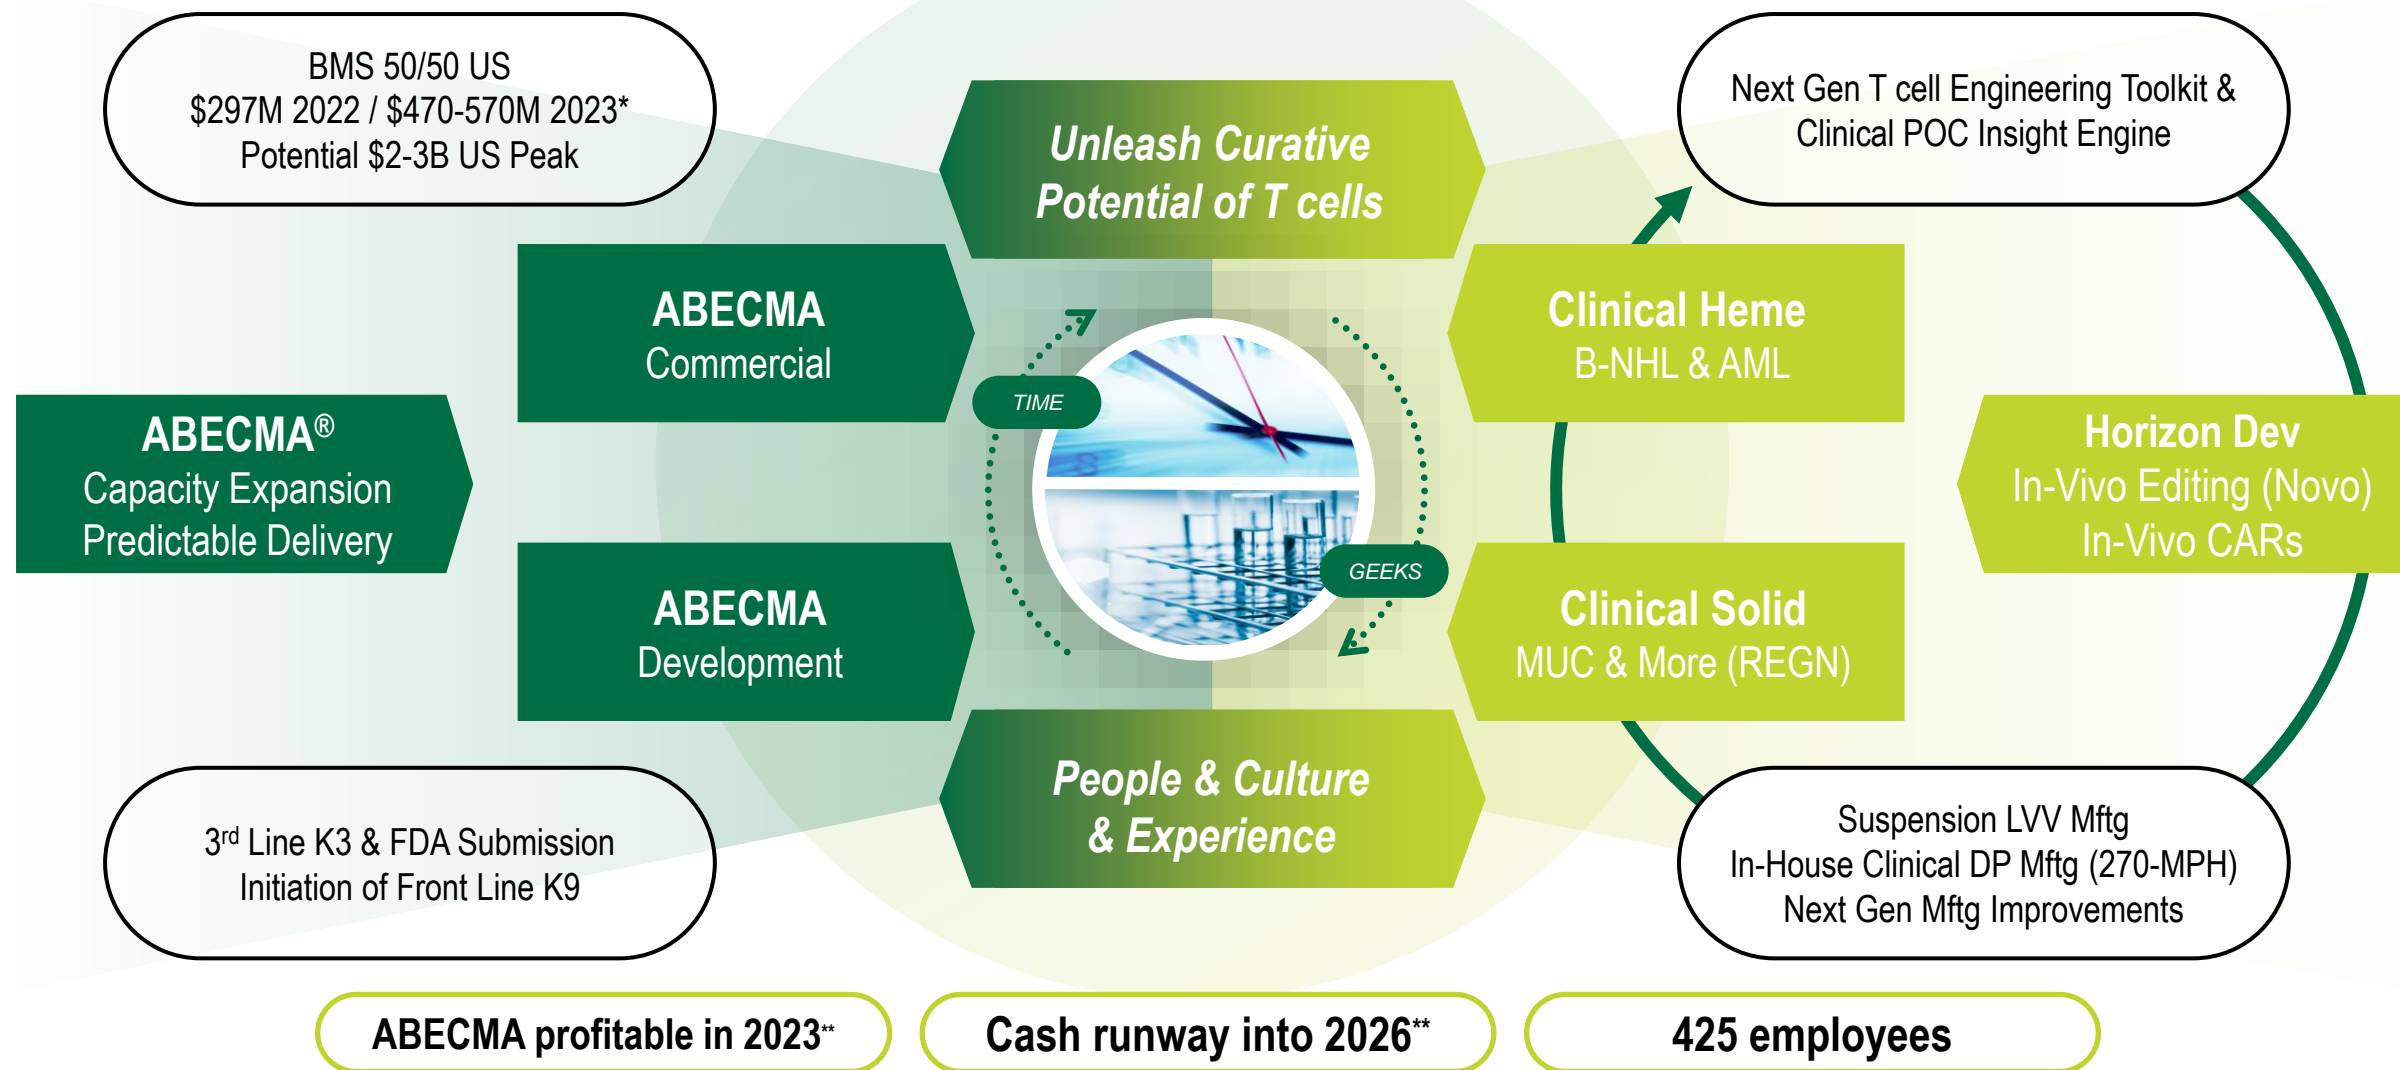 BMS 50/50 US
$297M 2022 / $470-570M 2023*
Potential $2-3B US Peak
Unleash Curative
Potential of T cells
Next Gen T cell Engineering Toolkit &
Clinical POC Insight Engine
ABECMA
Commercial
Clinical Heme
B-NHL & AML
TIME
ABECMA®
Capacity Expansion
Predictable Delivery
Horizon Dev
In-Vivo Editing (Novo)
In-Vivo CARs
GEEKS
ABECMA
Development
Clinical Solid
MUC & More (REGN)
People & Culture
& Experience
3rd Line K3 & FDA Submission
Initiation of Front Line K9
Suspension LVV Mftg
In-House Clinical DP Mftg (270-MPH)
Next Gen Mftg Improvements
ABECMA profitable in 2023**
Cash runway into 2026**
425 employees